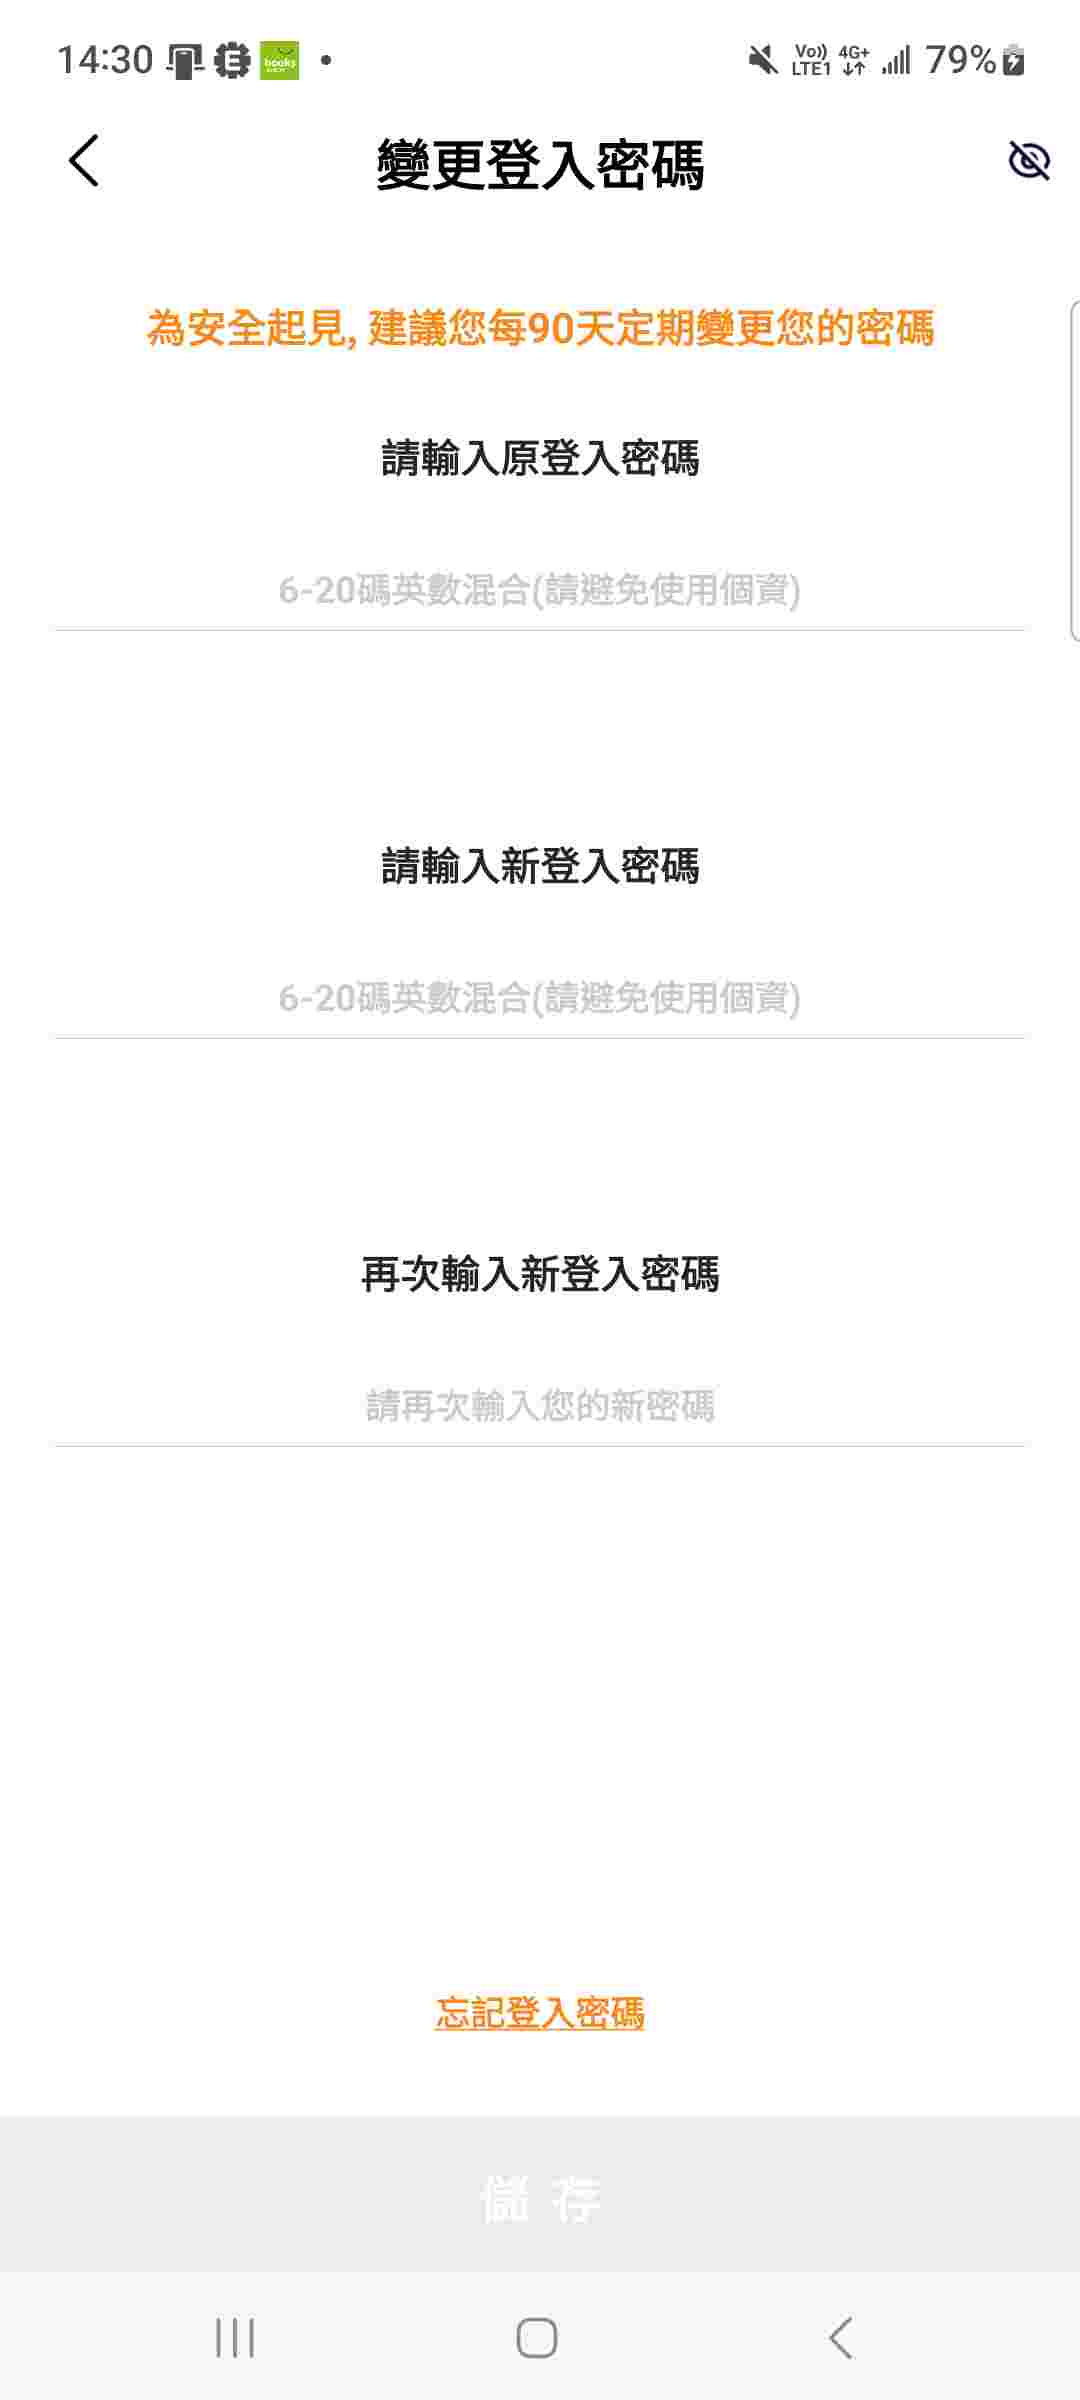 14:30 books Vo)) LTE1 4G+ 79%
變更登入密碼
為安全起見, 建議您每90天定期變更您的密碼
請輸入原登入密碼
6-20碼英數混合(請避免使用個資)
請輸入新登入密碼
6-20碼英數混合(請避免使用個資)
再次輸入新登入密碼
請再次輸入您的新密碼
忘記登入密碼
儲 存